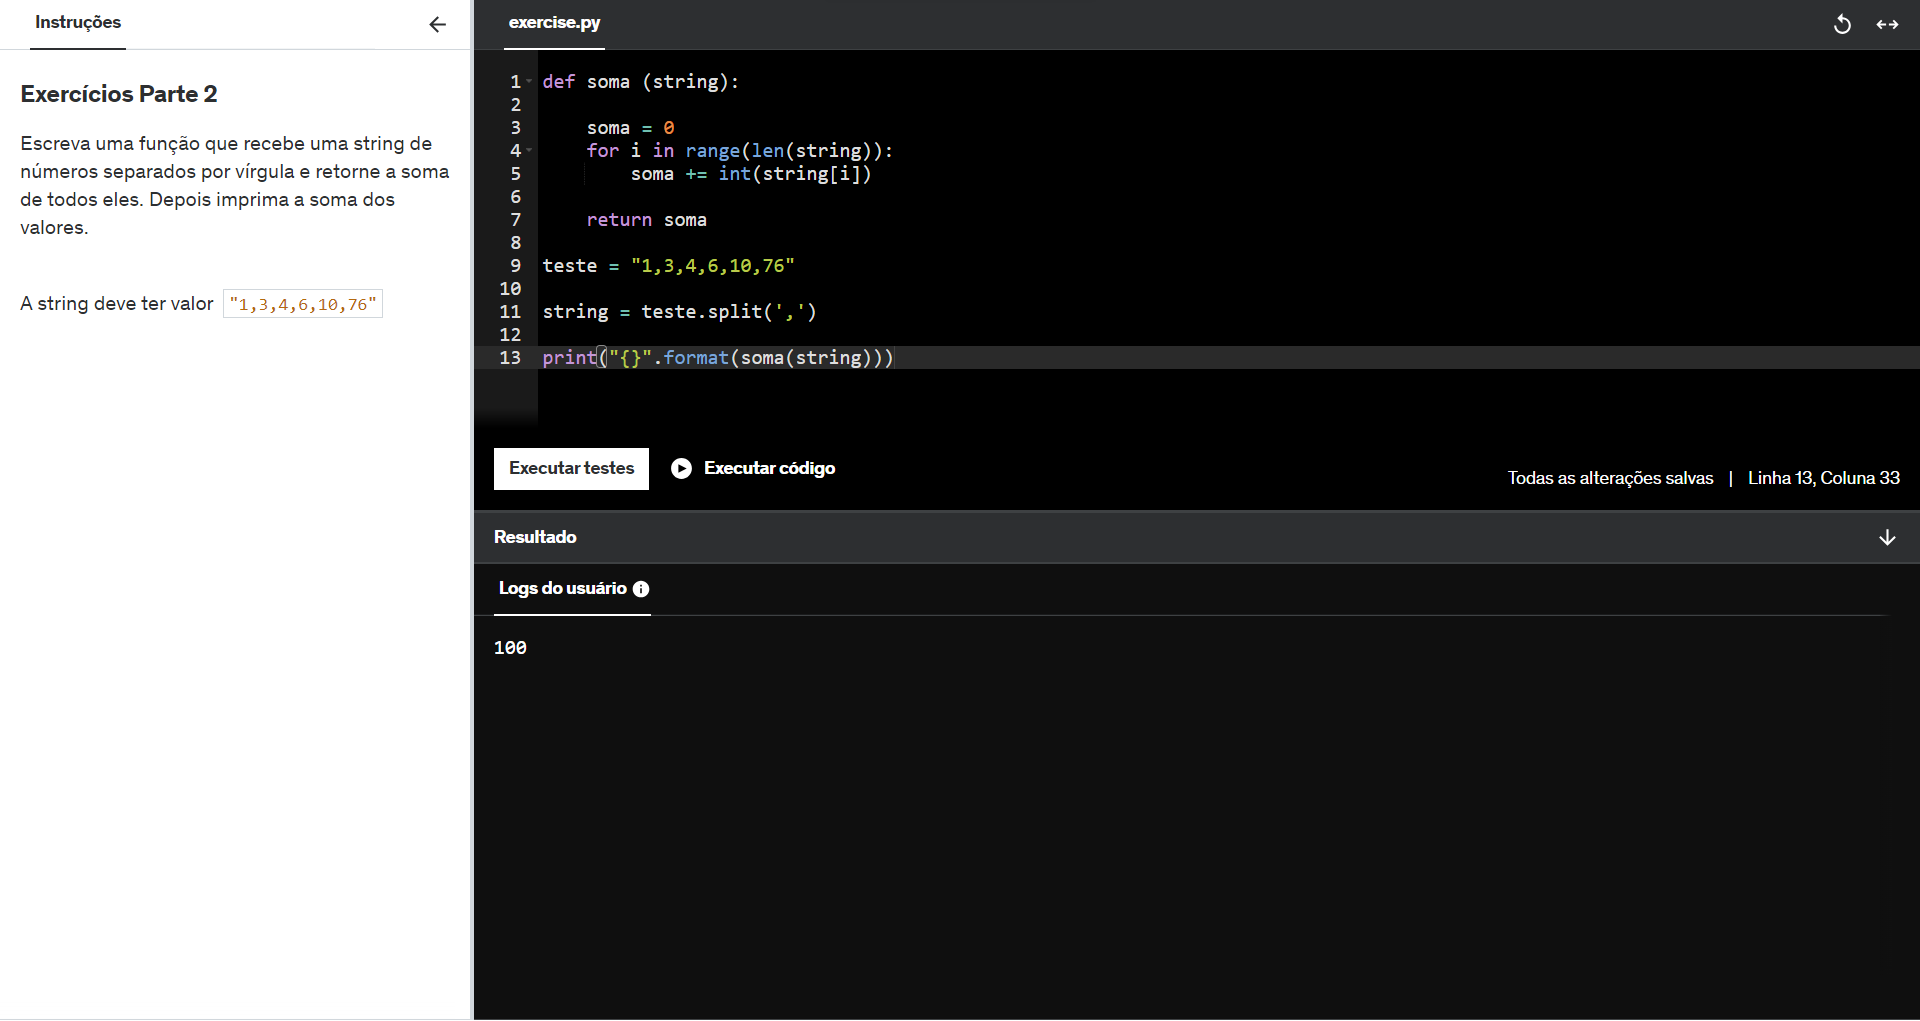 Instruções
Exercícios Parte 2
Escreva uma função que recebe uma string de
números separados por vírgula e retorne a soma
de todos eles. Depois imprima a soma dos
valores.
A string deve ter valor "1,3,4,6,10,76"
exercise.py
1 def soma (string):
2
3     soma = 0
4     for i in range(len(string)):
5         soma += int(string[i])
6
7     return soma
8
9 teste = "1,3,4,6,10,76"
10
11 string = teste.split(',')
12
13 print("{}".format(soma(string)))
Executar testes Executar código
Todas as alterações salvas | Linha 13, Coluna 33
Resultado
Logs do usuário
100